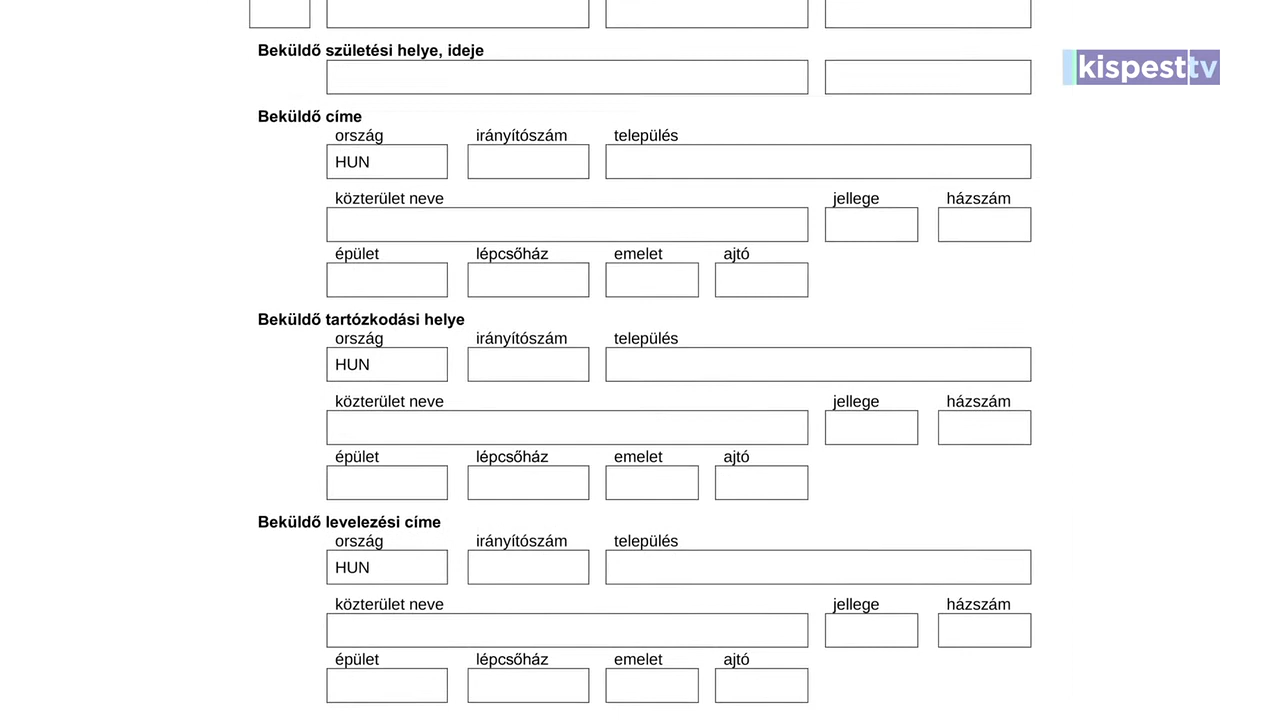 kispest tv
Beküldő születési helye, ideje
Beküldő címe
ország irányítószám település
HUN
közterület neve jellege házszám
épület lépcsőház emelet ajtó
Beküldő tartózkodási helye
ország irányítószám település
HUN
közterület neve jellege házszám
épület lépcsőház emelet ajtó
Beküldő levelezési címe
ország irányítószám település
HUN
közterület neve jellege házszám
épület lépcsőház emelet ajtó